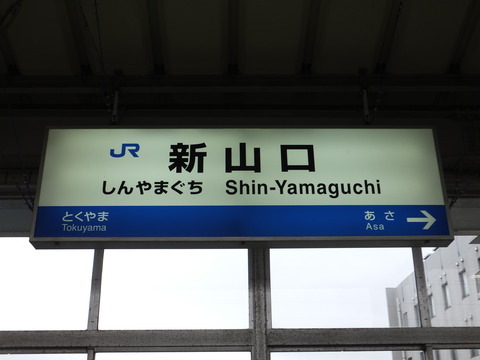 JR 新山口
しんやまぐち Shin-Yamaguchi
とくやま あさ →
Tokuyama Asa